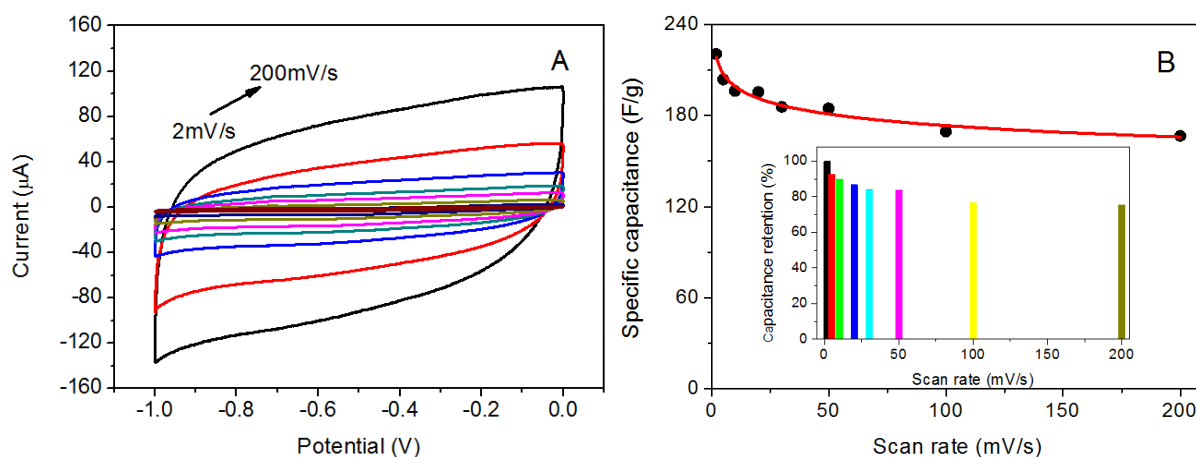 160
120
80
40
0
-40
-80
-120
-160
Current (μA)
A
200mV/s
2mV/s
-1.0 -0.8 -0.6 -0.4 -0.2 0.0
Potential (V)
240
180
120
60
0
Specific capacitance (F/g)
B
100
80
60
40
20
0
Capacitance retention (%)
0 50 100 150 200
Scan rate (mV/s)
0 50 100 150 200
Scan rate (mV/s)